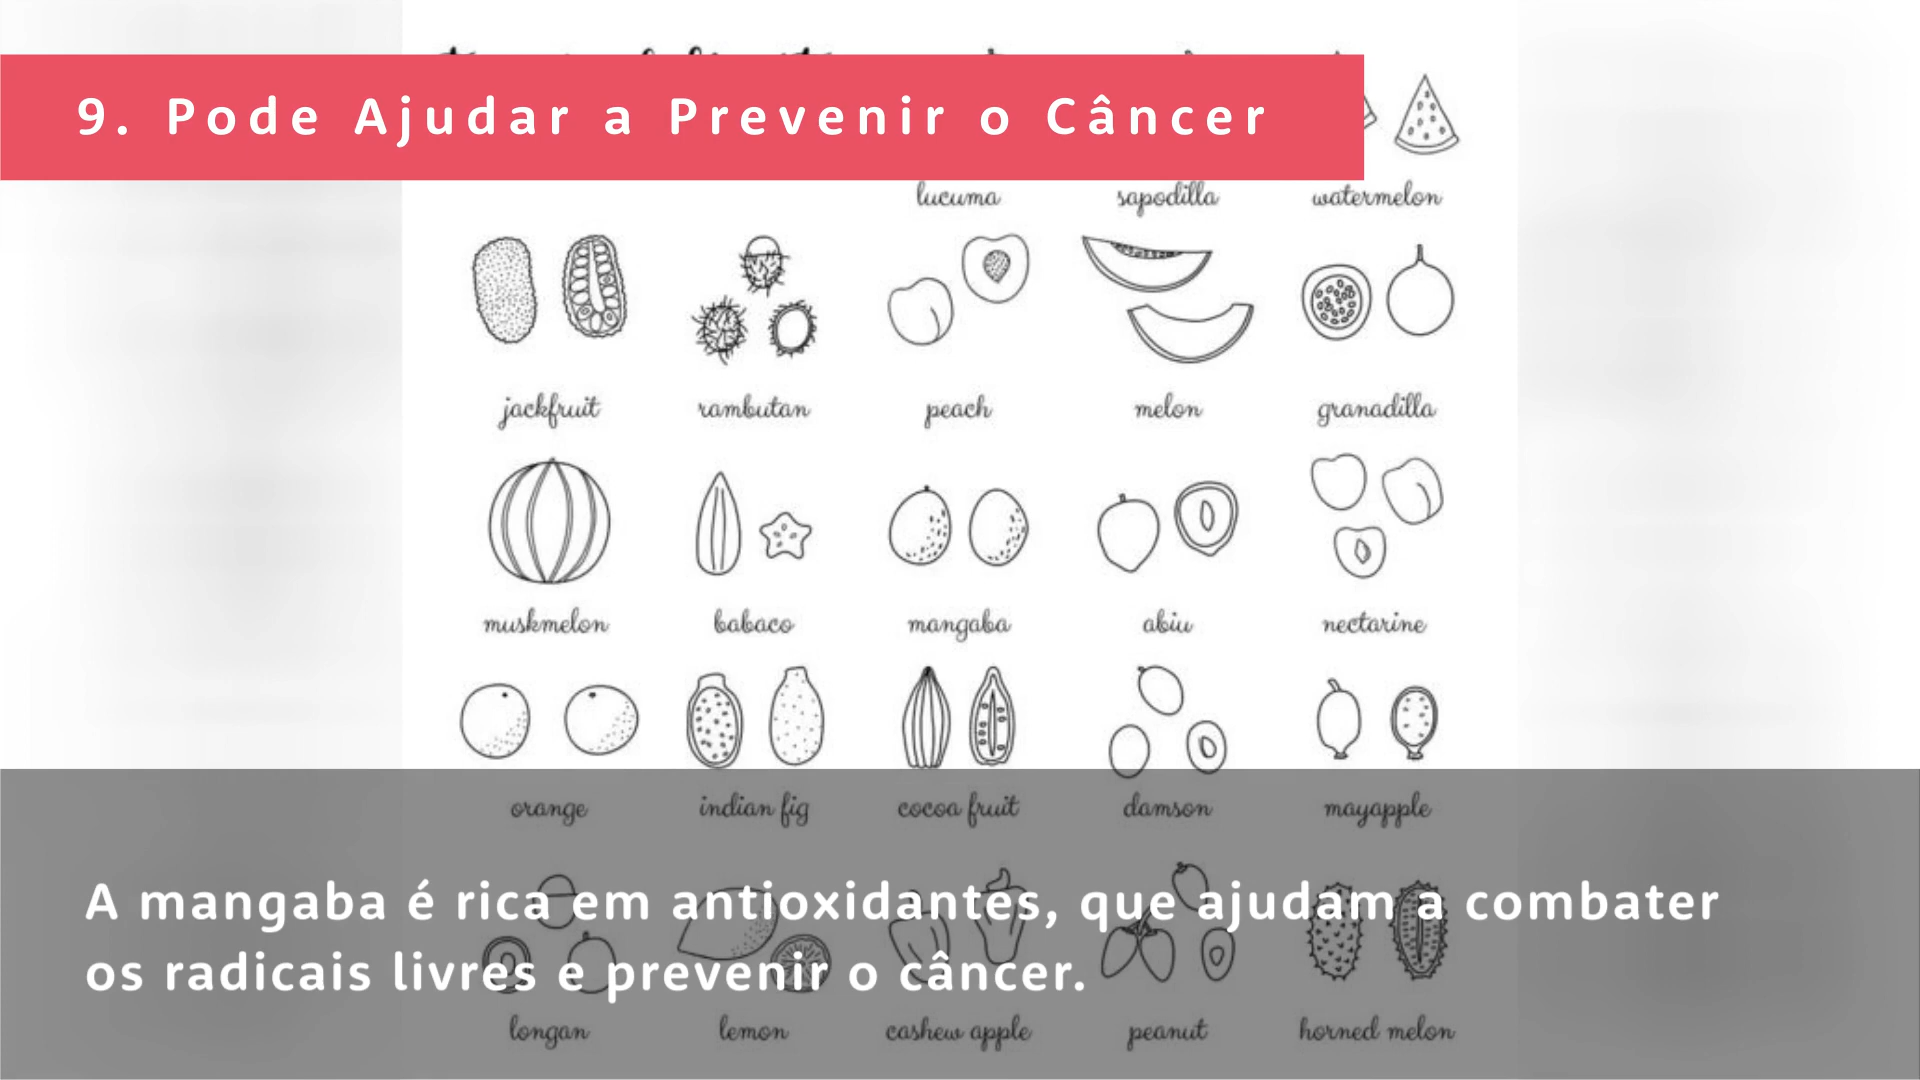 9. Pode Ajudar a Prevenir o Câncer
lucuma sapodilla watermelon
jackfruit rambutan peach melon granadilla
muskmelon babaco mangaba abiu nectarine
orange indian fig cocoa fruit damson mayapple
A mangaba é rica em antioxidantes, que ajudam a combater
os radicais livres e prevenir o câncer.
longan lemon cashew apple peanut horned melon